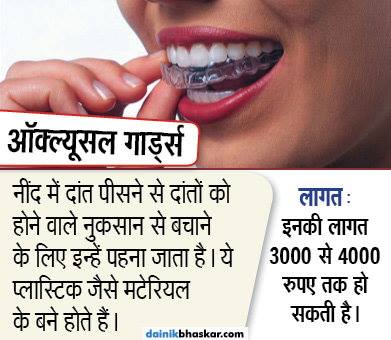 ऑक्ल्यूसल गार्ड्स
नींद में दांत पीसने से दांतों को
होने वाले नुकसान से बचाने
के लिए इन्हें पहना जाता है। ये
प्लास्टिक जैसे मटेरियल
के बने होते हैं।
लागत :
इनकी लागत
3000 से 4000
रुपए तक हो
सकती है।
dainikbhaskar.com